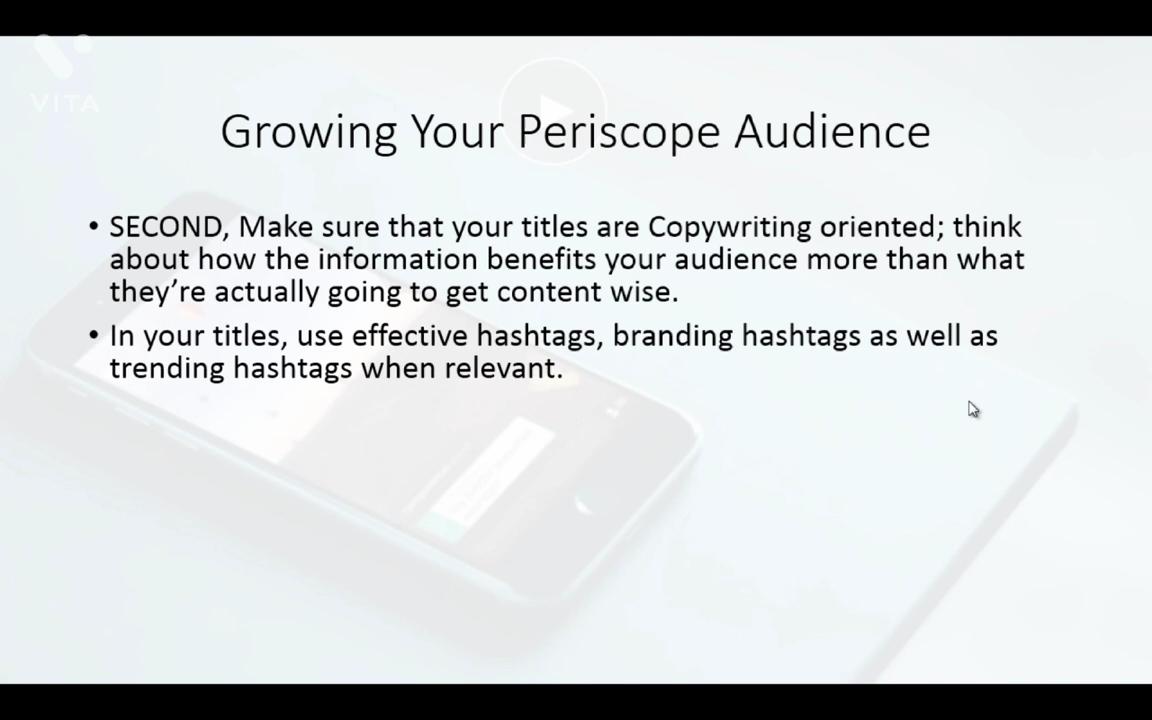 VITA
Growing Your Periscope Audience
• SECOND, Make sure that your titles are Copywriting oriented; think
about how the information benefits your audience more than what
they’re actually going to get content wise.
• In your titles, use effective hashtags, branding hashtags as well as
trending hashtags when relevant.